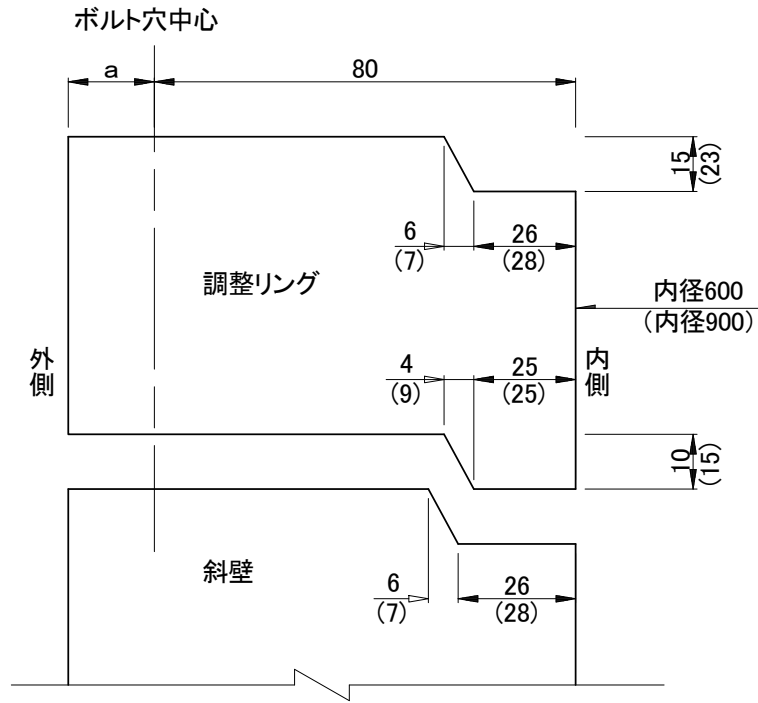 ボルト穴中心
a
80
15
(23)
6
(7)
26
(28)
調整リング
内径600
(内径900)
外側
内側
4
(9)
25
(25)
10
(15)
斜壁
6
(7)
26
(28)